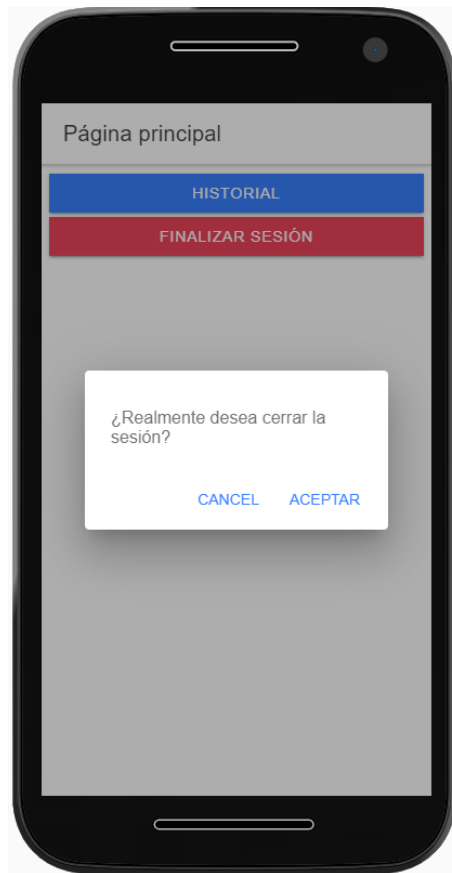 Página principal
HISTORIAL
FINALIZAR SESIÓN
¿Realmente desea cerrar la
sesión?
CANCEL ACEPTAR